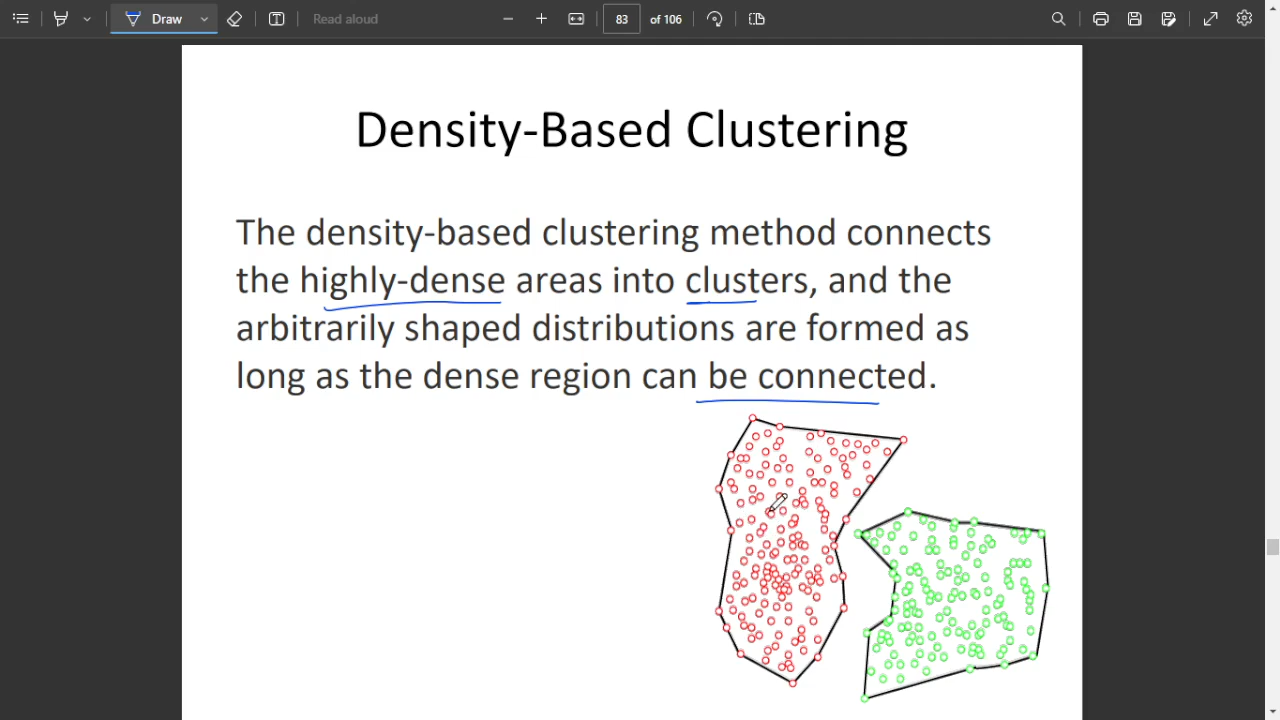 Draw
Read aloud
83 of 106
Density-Based Clustering
The density-based clustering method connects
the highly-dense areas into clusters, and the
arbitrarily shaped distributions are formed as
long as the dense region can be connected.